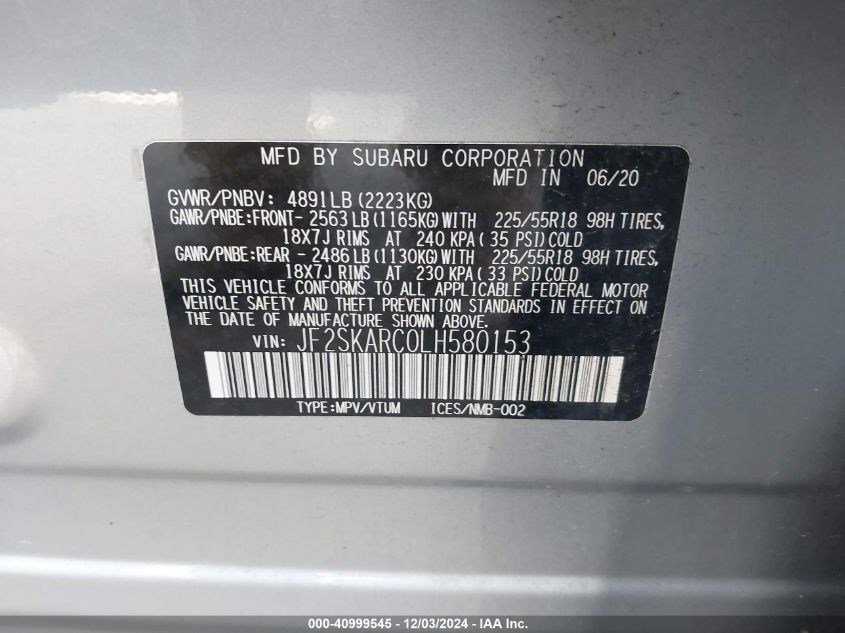 MFD BY SUBARU CORPORATION
MFD IN 06/20
GVWR/PNBV: 4891LB (2223KG)
GAWR/PNBE:FRONT- 2563 LB (1165KG) WITH 225/55R18 98H TIRES,
18X7J RIMS AT 240 KPA ( 35 PSI) COLD
GAWR/PNBE:REAR - 2486 LB (1130KG) WITH 225/55R18 98H TIRES,
18X7J RIMS AT 230 KPA ( 33 PSI) COLD
THIS VEHICLE CONFORMS TO ALL APPLICABLE FEDERAL MOTOR
VEHICLE SAFETY AND THEFT PREVENTION STANDARDS IN EFFECT ON
THE DATE OF MANUFACTURE SHOWN ABOVE.
VIN: JF2SKARC0LH580153
TYPE:MPV/VTUM ICES/NMB-002
000-40999545 - 12/03/2024 - IAA Inc.